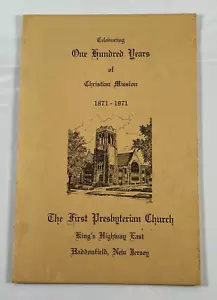 Celebrating
One Hundred Years
of
Christian Mission
1871-1971
The First Presbyterian Church
King's Highway East
Haddonfield, New Jersey